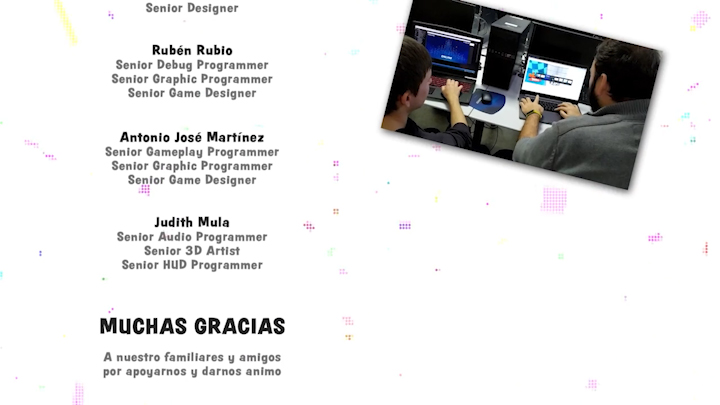 Senior Designer
Rubén Rubio
Senior Debug Programmer
Senior Graphic Programmer
Senior Game Designer
Antonio José Martínez
Senior Gameplay Programmer
Senior Graphic Programmer
Senior Game Designer
Judith Mula
Senior Audio Programmer
Senior 3D Artist
Senior HUD Programmer
MUCHAS GRACIAS
A nuestro familiares y amigos
por apoyarnos y darnos animo